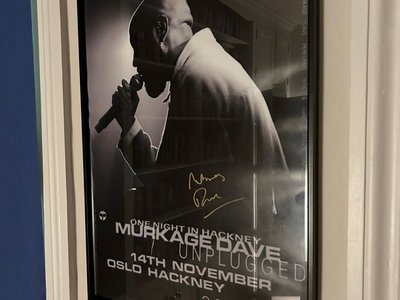 ONE NIGHT IN HACKNEY
MURKAGE DAVE
/ UNPLUGGED
14TH NOVEMBER
OSLO HACKNEY